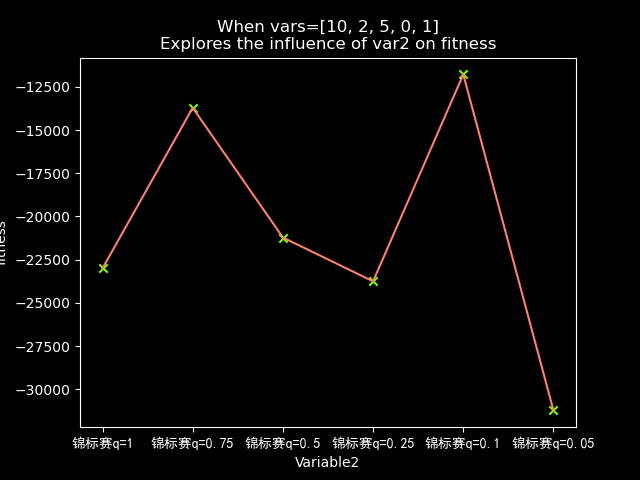 When vars=[10, 2, 5, 0, 1]
Explores the influence of var2 on fitness
−12500
−15000
−17500
−20000
−22500
−25000
−27500
−30000
fitness
锦标赛q=1 锦标赛q=0.75 锦标赛q=0.5 锦标赛q=0.25 锦标赛q=0.1 锦标赛q=0.05
Variable2